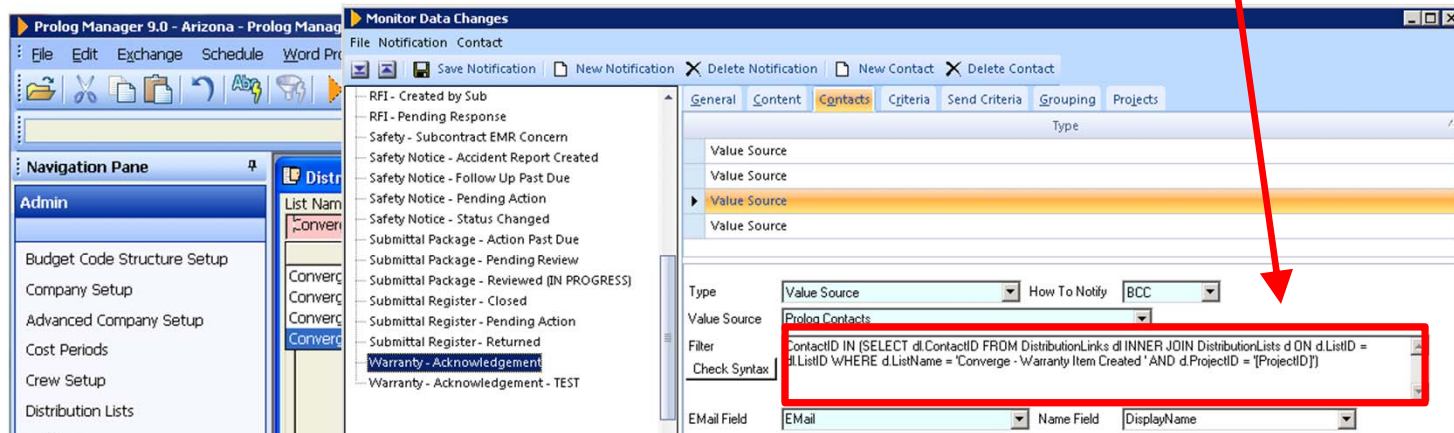 Prolog Manager 9.0 - Arizona - Prolog Manag
File Edit Exchange Schedule Word Pro
Navigation Pane
Admin
Budget Code Structure Setup
Company Setup
Advanced Company Setup
Cost Periods
Crew Setup
Distribution Lists
Distr
List Nam
Conver
Converg
Converg
Converg
Converg
Monitor Data Changes
File Notification Contact
Save Notification New Notification Delete Notification New Contact Delete Contact
RFI - Created by Sub
RFI - Pending Response
Safety - Subcontract EMR Concern
Safety Notice - Accident Report Created
Safety Notice - Follow Up Past Due
Safety Notice - Pending Action
Safety Notice - Status Changed
Submittal Package - Action Past Due
Submittal Package - Pending Review
Submittal Package - Reviewed (IN PROGRESS)
Submittal Register - Closed
Submittal Register - Pending Action
Submittal Register - Returned
Warranty - Acknowledgement
Warranty - Acknowledgement - TEST
General Content Contacts Criteria Send Criteria Grouping Projects
Type
Value Source
Value Source
Value Source
Value Source
Type Value Source How To Notify BCC
Value Source Prolog Contacts
Filter ContactID IN (SELECT dl.ContactID FROM DistributionLinks dl INNER JOIN DistributionLists d ON d.ListID =
Check Syntax dl.ListID WHERE d.ListName = 'Converge - Warranty Item Created ' AND d.ProjectID = '[ProjectID]')
EMail Field EMail Name Field DisplayName